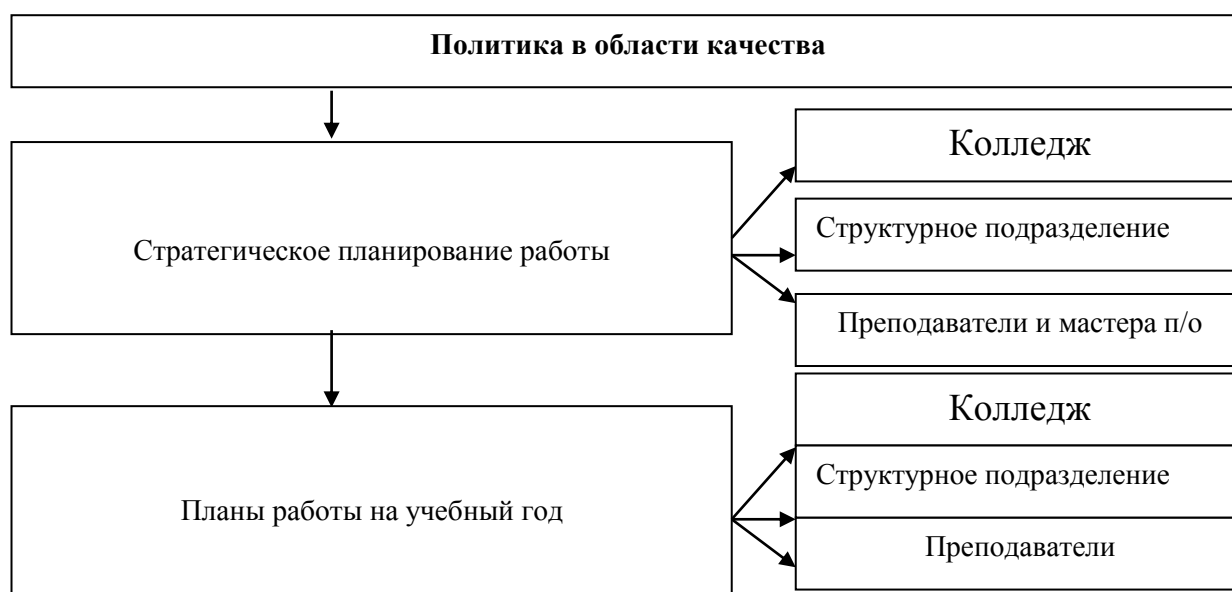 Политика в области качества
Колледж
Стратегическое планирование работы
Структурное подразделение
Преподаватели и мастера п/о
Колледж
Планы работы на учебный год
Структурное подразделение
Преподаватели